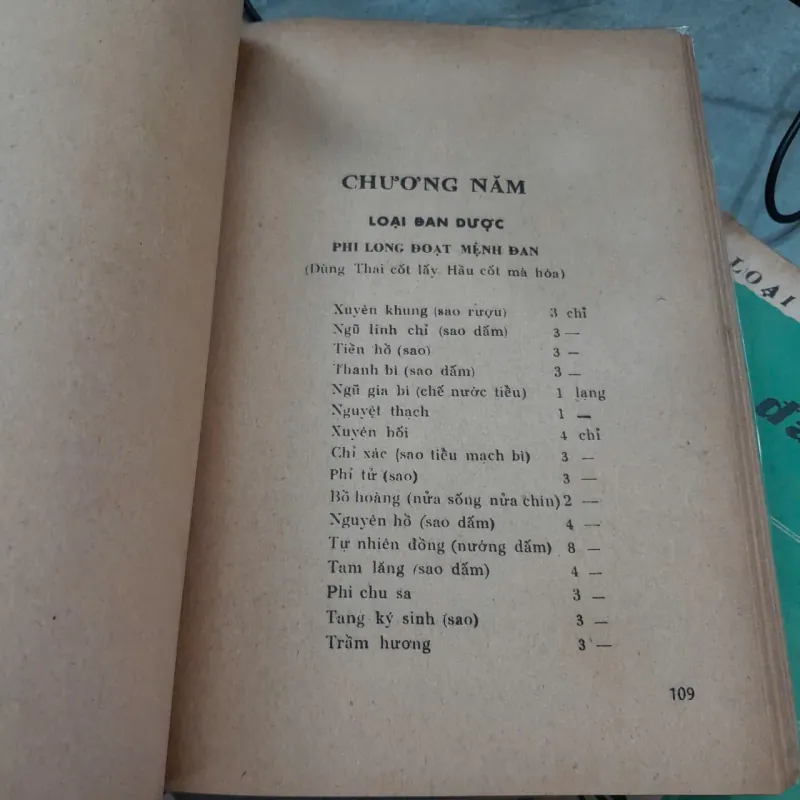 CHƯƠNG NĂM
LOẠI ĐAN DƯỢC
PHI LONG ĐOẠT MỆNH ĐAN
(Dùng Thai cốt lấy Hầu cốt mà hóa)
Xuyên khung (sao rượu) 3 chỉ
Ngũ linh chi (sao dấm) 3 —
Tiền hồ (sao) 3 —
Thanh bì (sao dấm) 3 —
Ngũ gia bì (chế nước tiểu) 1 lạng
Nguyệt thạch 1 —
Xuyên bối 4 chỉ
Chỉ xác (sao tiểu mạch bì) 3 —
Phỉ tử (sao) 3 —
Bồ hoàng (nửa sống nửa chín) 2 —
Nguyên hồ (sao dấm) 4 —
Tự nhiên đồng (nướng dấm) 8 —
Tam lăng (sao dấm) 4 —
Phi chu sa 3 —
Tang ký sinh (sao) 3 —
Trầm hương 3 —
109
LOẠI